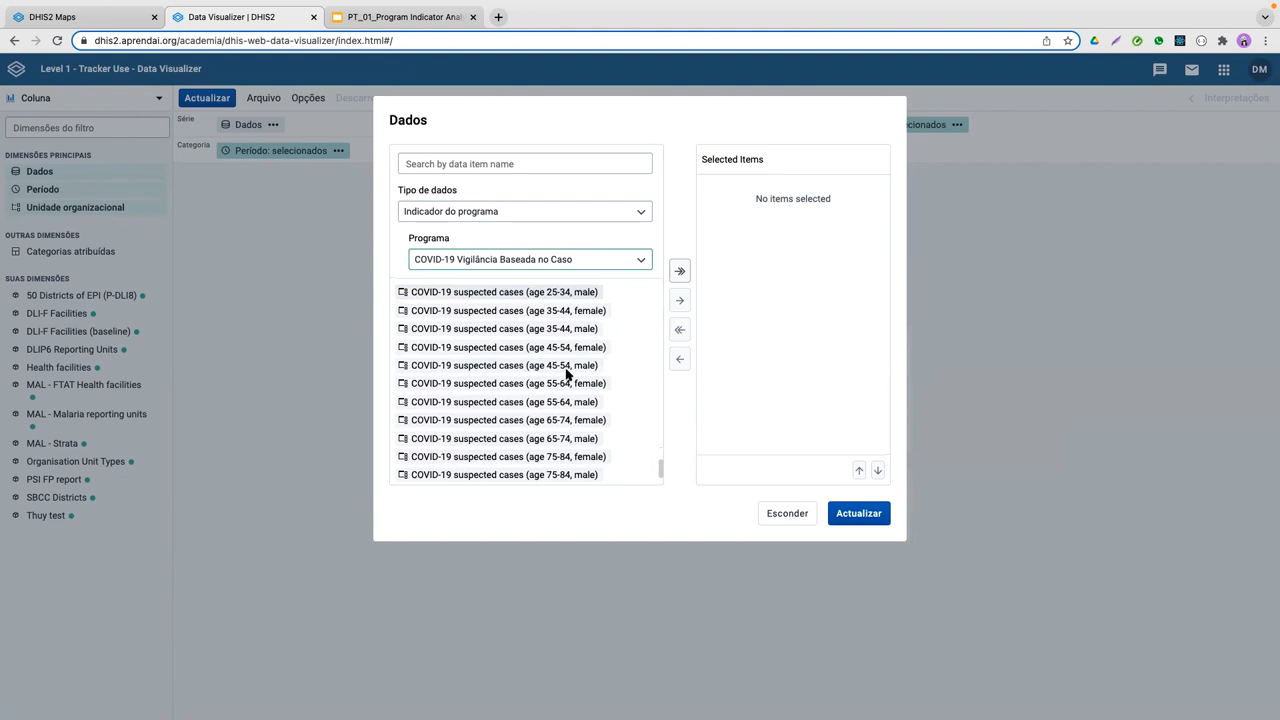 DHIS2 Maps
Data Visualizer | DHIS2
PT_01_Program Indicator Anal
dhis2.aprendai.org/academia/dhis-web-data-visualizer/index.html#/
Level 1 - Tracker Use - Data Visualizer
DM
Coluna
Actualizar
Arquivo
Opções
Descarr
Interpretações
Dimensões do filtro
Série
Dados
ecionados
Categoria
Período: selecionados
DIMENSÕES PRINCIPAIS
Dados
Período
Unidade organizacional
OUTRAS DIMENSÕES
Categorias atribuídas
SUAS DIMENSÕES
50 Districts of EPI (P-DLI8)
DLI-F Facilities
DLI-F Facilities (baseline)
DLIP6 Reporting Units
Health facilities
MAL - FTAT Health facilities
MAL - Malaria reporting units
MAL - Strata
Organisation Unit Types
PSI FP report
SBCC Districts
Thuy test
Dados
Search by data item name
Tipo de dados
Indicador do programa
Programa
COVID-19 Vigilância Baseada no Caso
COVID-19 suspected cases (age 25-34, male)
COVID-19 suspected cases (age 35-44, female)
COVID-19 suspected cases (age 35-44, male)
COVID-19 suspected cases (age 45-54, female)
COVID-19 suspected cases (age 45-54, male)
COVID-19 suspected cases (age 55-64, female)
COVID-19 suspected cases (age 55-64, male)
COVID-19 suspected cases (age 65-74, female)
COVID-19 suspected cases (age 65-74, male)
COVID-19 suspected cases (age 75-84, female)
COVID-19 suspected cases (age 75-84, male)
Selected Items
No items selected
Esconder
Actualizar